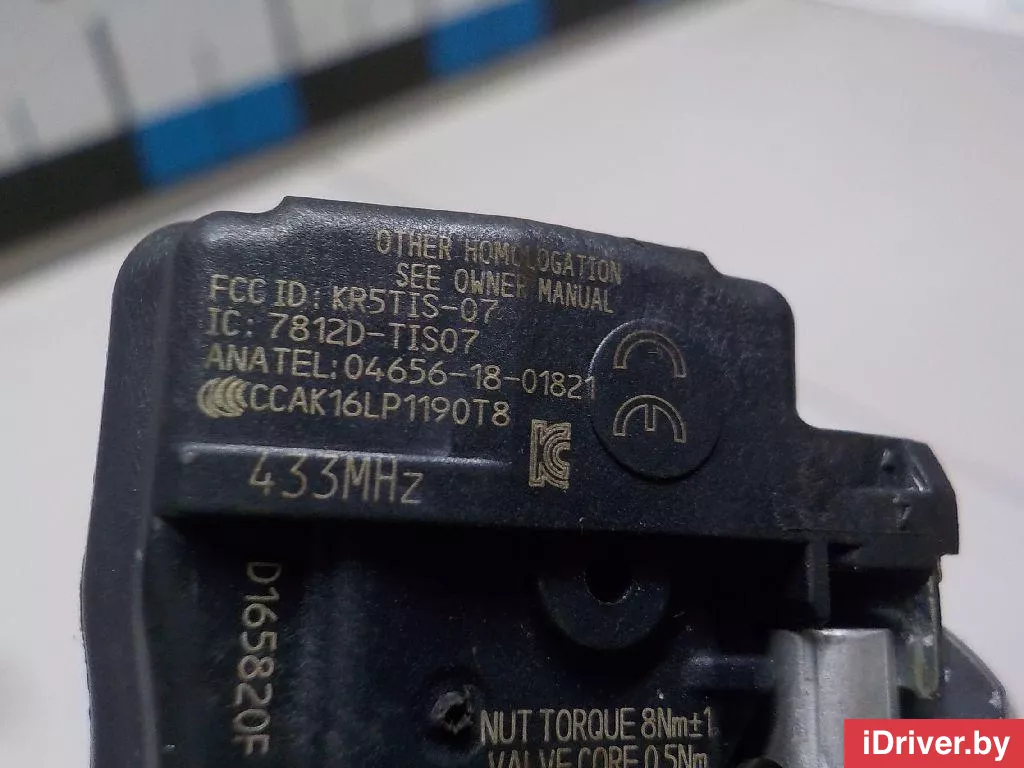 OTHER HOMOLOGATION
SEE OWNER MANUAL
FCC ID: KR5TIS-07
IC: 7812D-TIS07
ANATEL: 04656-18-01821
CCAK16LP1190T8
CE
433MHz
D165820F
NUT TORQUE 8Nm±1
VALVE CORE 0.5Nm
iDriver.by